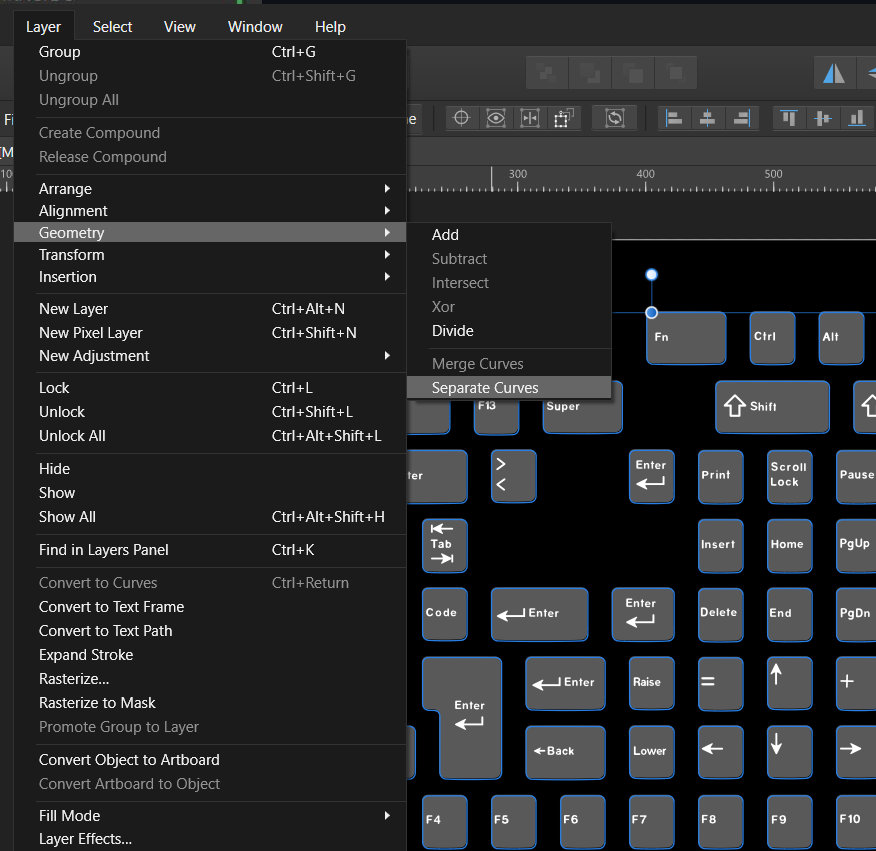 Layer Select View Window Help
Group Ctrl+G
Ungroup Ctrl+Shift+G
Ungroup All
Create Compound
Release Compound
Arrange
Alignment
Geometry
Transform
Insertion
New Layer Ctrl+Alt+N
New Pixel Layer Ctrl+Shift+N
New Adjustment
Lock Ctrl+L
Unlock Ctrl+Shift+L
Unlock All Ctrl+Alt+Shift+L
Hide
Show
Show All Ctrl+Alt+Shift+H
Find in Layers Panel Ctrl+K
Convert to Curves Ctrl+Return
Convert to Text Frame
Convert to Text Path
Expand Stroke
Rasterize...
Rasterize to Mask
Promote Group to Layer
Convert Object to Artboard
Convert Artboard to Object
Fill Mode
Layer Effects...
Add
Subtract
Intersect
Xor
Divide
Merge Curves
Separate Curves
300 400 500
Fn Ctrl Alt
F13 Super Shift
> Enter Print Scroll Pause
< Lock
Tab Insert Home PgUp
Code Enter Enter Delete End PgDn
Enter Enter Raise = ↑ +
←Back Lower ← ↓ →
F4 F5 F6 F7 F8 F9 F10